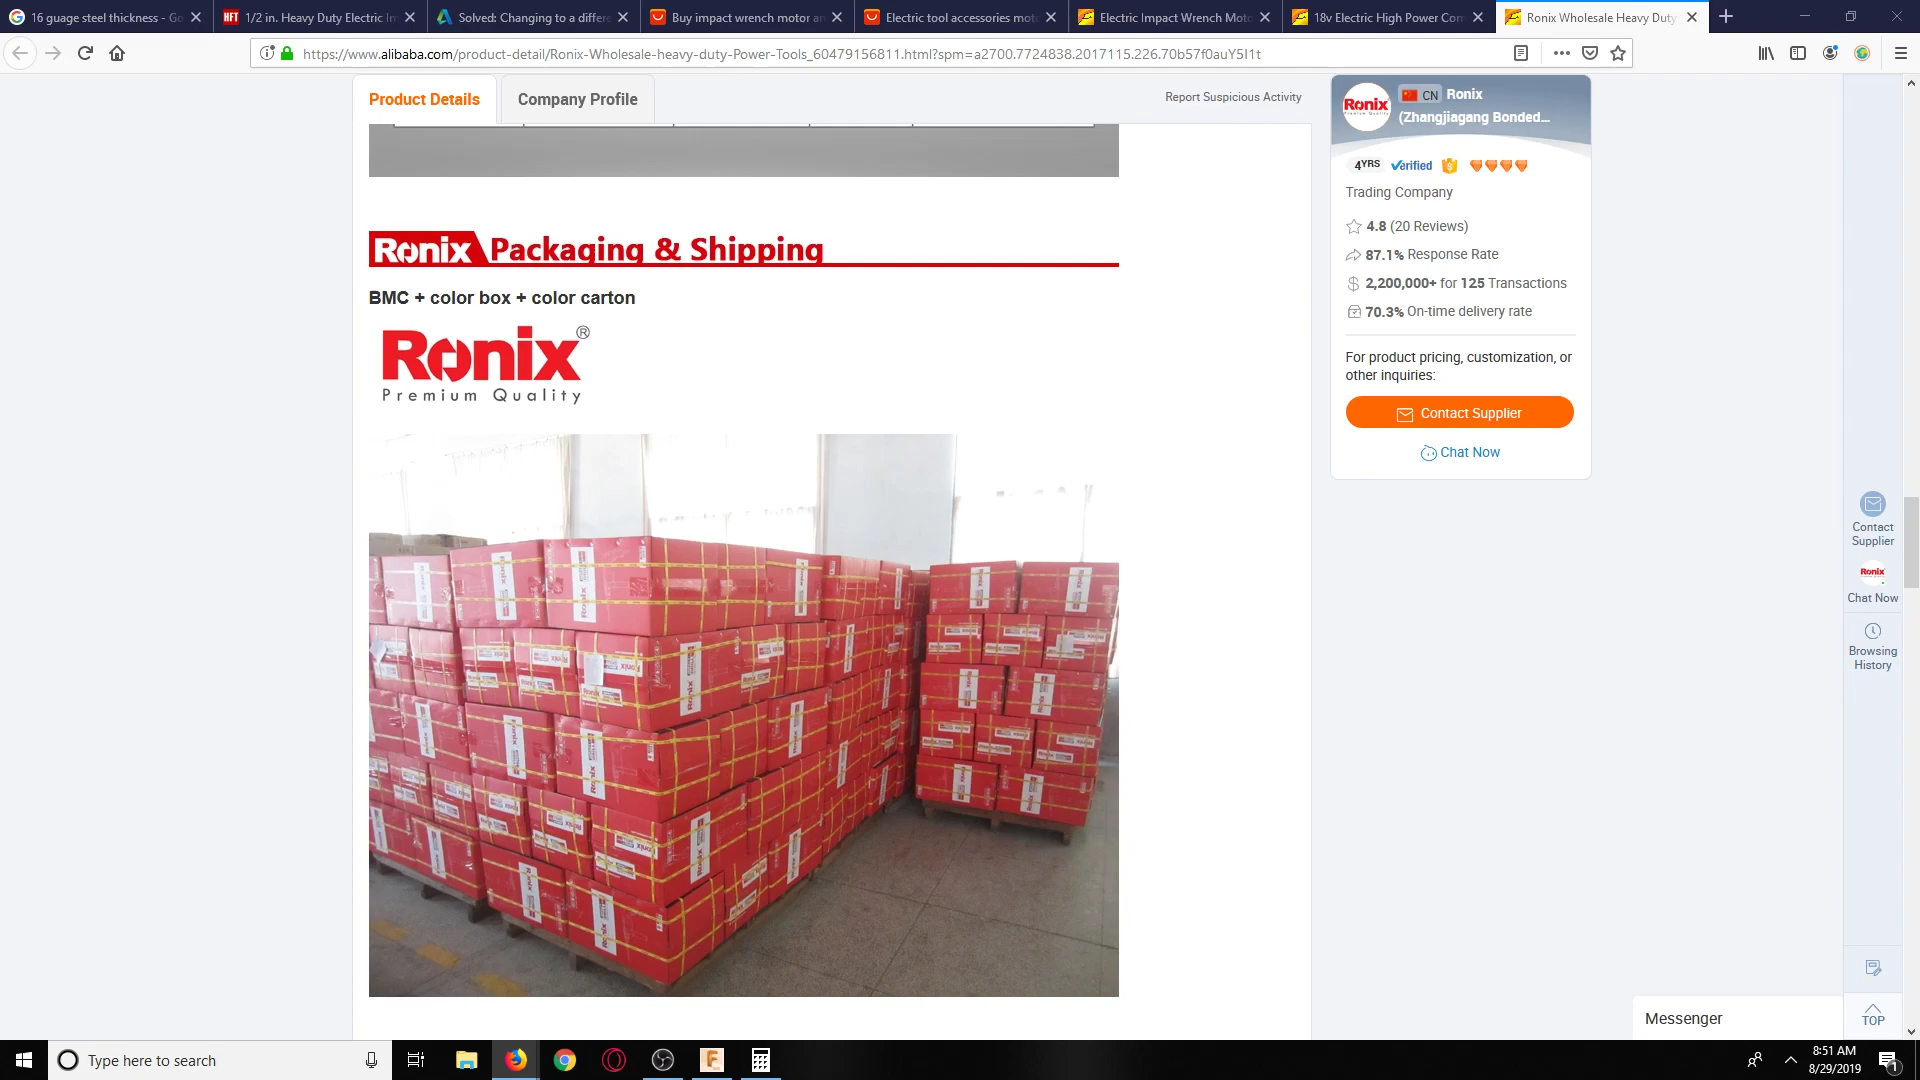 16 guage steel thickness - Go
1/2 in. Heavy Duty Electric Im
Solved: Changing to a differe
Buy impact wrench motor an
Electric tool accessories moto
Electric Impact Wrench Moto
18v Electric High Power Com
Ronix Wholesale Heavy Duty
https://www.alibaba.com/product-detail/Ronix-Wholesale-heavy-duty-Power-Tools_60479156811.html?spm=a2700.7724838.2017115.226.70b57f0auY5I1t
Product Details
Company Profile
Report Suspicious Activity
Ronix Packaging & Shipping
BMC + color box + color carton
Ronix®
Premium Quality
Ronix
CN Ronix
(Zhangjiagang Bonded...
4YRS Verified
Trading Company
4.8 (20 Reviews)
87.1% Response Rate
2,200,000+ for 125 Transactions
70.3% On-time delivery rate
For product pricing, customization, or
other inquiries:
Contact Supplier
Chat Now
Contact
Supplier
Ronix
Chat Now
Browsing
History
TOP
Messenger
Type here to search
8:51 AM
8/29/2019
1